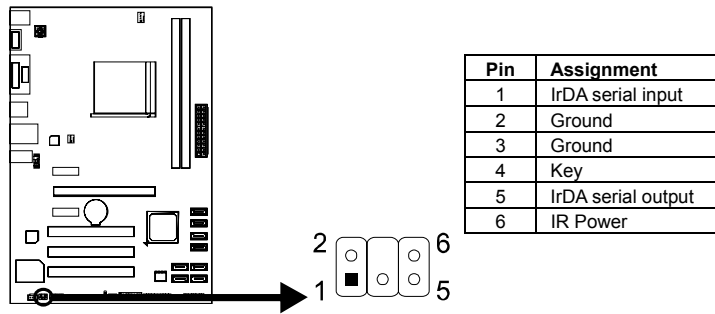 Pin Assignment
1 IrDA serial input
2 Ground
3 Ground
4 Key
5 IrDA serial output
6 IR Power
2 6
1 5